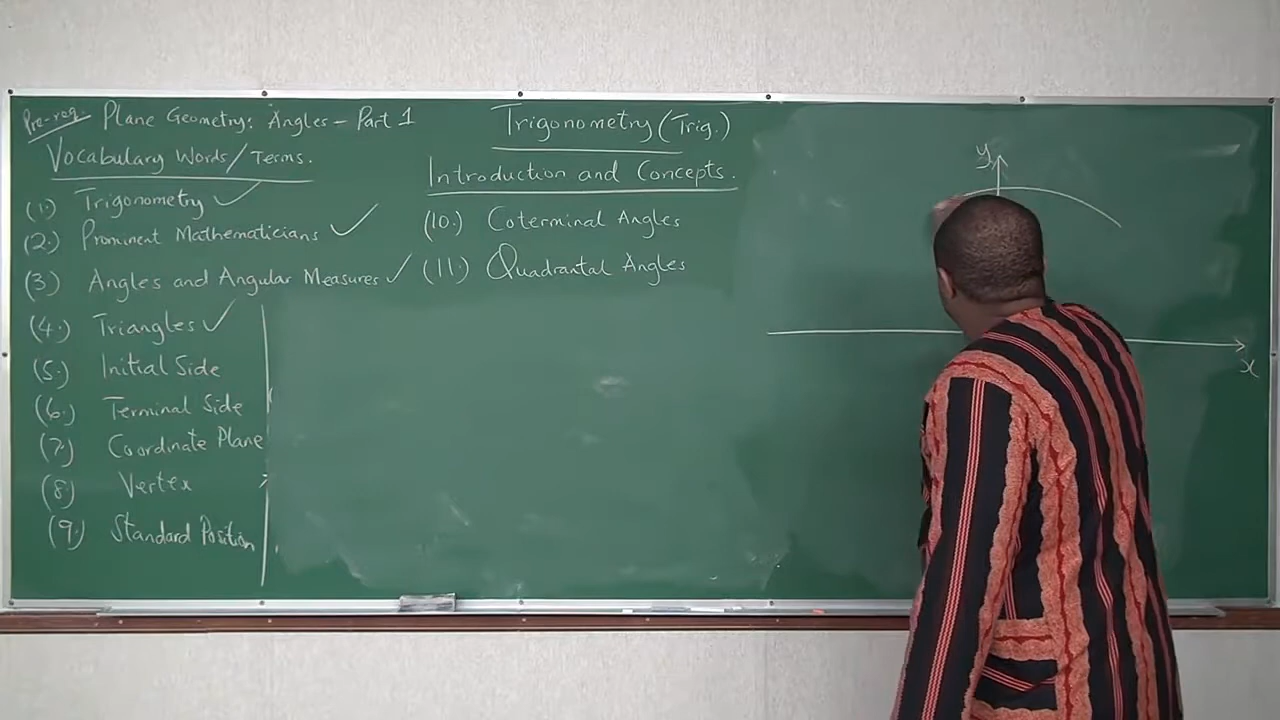 Pre-req Plane Geometry: Angles - Part 1
Vocabulary Words/Terms.
(1.) Trigonometry ✓
(2.) Prominent Mathematicians ✓
(3.) Angles and Angular Measures ✓
(4.) Triangles ✓
(5.) Initial Side
(6.) Terminal Side
(7.) Coordinate Plane
(8.) Vertex
(9.) Standard Position
Trigonometry (Trig.)
Introduction and Concepts.
(10.) Coterminal Angles
(11.) Quadrantal Angles
y
x